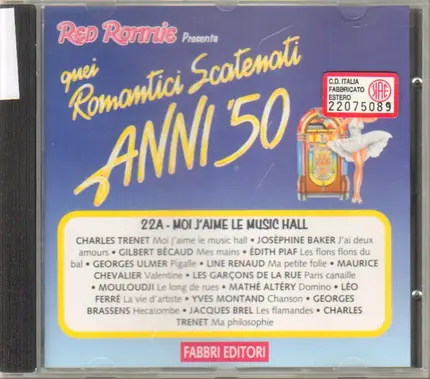 RED RONNIE Presenta
quei
Romantici Scatenati
ANNI '50
C.D. ITALIA
FABBRICATO
ESTERO
22075089
22A - MOI J'AIME LE MUSIC HALL
CHARLES TRENET Moi j'aime le music hall • JOSÉPHINE BAKER J'ai deux
amours • GILBERT BÉCAUD Mes mains • ÉDITH PIAF Les flons flons du
bal • GEORGES ULMER Pigalle • LINE RENAUD Ma petite folie • MAURICE
CHEVALIER Valentine • LES GARÇONS DE LA RUE Paris canaille
• MOULOUDJI Le long de rues • MATHÉ ALTÉRY Domino • LÉO
FERRÉ La vie d'artiste • YVES MONTAND Chanson • GEORGES
BRASSENS Hecatombe • JACQUES BREL Les flamandes • CHARLES
TRENET Ma philosophie
FABBRI EDITORI